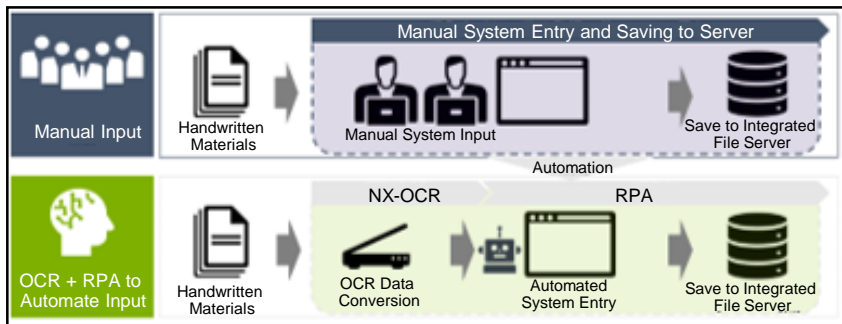 Manual System Entry and Saving to Server
Manual Input
Handwritten
Materials
Manual System Input
Save to Integrated
File Server
Automation
NX-OCR
RPA
OCR + RPA to
Automate Input
Handwritten
Materials
OCR Data
Conversion
Automated
System Entry
Save to Integrated
File Server